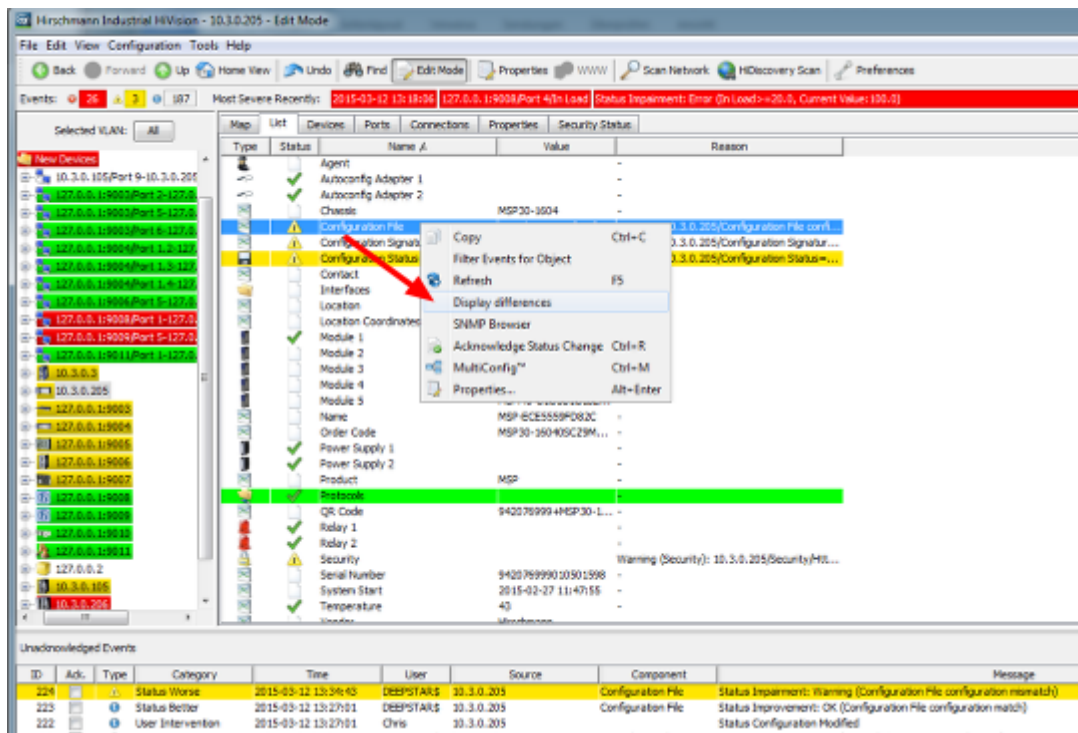 Hirschmann Industrial HiVision - 10.3.0.205 - Edit Mode
File Edit View Configuration Tools Help
Back Forward Up Home View Undo Find Edit Mode Properties WWW Scan Network HiDiscovery Scan Preferences
Events: 26 3 187 Most Severe Recently: 2015-03-12 13:18:06 127.0.0.1:9008/Port 4/In Load Status Impairment: Error (In Load>=20.0, Current Value:100.0)
Selected VLAN: All
Map List Devices Ports Connections Properties Security Status
Type Status Name Value Reason
New Devices
10.3.0.105/Port 9-10.3.0.205
127.0.0.1:9003/Port 2-127.0.
127.0.0.1:9003/Port 5-127.0.
127.0.0.1:9003/Port 6-127.0.
127.0.0.1:9004/Port 1.2-127.
127.0.0.1:9004/Port 1.3-127.
127.0.0.1:9004/Port 1.4-127.
127.0.0.1:9006/Port 5-127.0.
127.0.0.1:9008/Port 1-127.0.
127.0.0.1:9009/Port 5-127.0.
127.0.0.1:9011/Port 1-127.0.
10.3.0.3
10.3.0.205
127.0.0.1:9003
127.0.0.1:9004
127.0.0.1:9005
127.0.0.1:9006
127.0.0.1:9007
127.0.0.1:9008
127.0.0.1:9009
127.0.0.1:9010
127.0.0.1:9011
127.0.0.2
10.3.0.105
10.3.0.206
Agent -
Autoconfig Adapter 1 -
Autoconfig Adapter 2 -
Chassis MSP30-1604 -
Configuration File 0.3.0.205/Configuration File confi...
Configuration Signat 0.3.0.205/Configuration Signatur...
Configuration Status 0.3.0.205/Configuration Status=...
Contact
Interfaces
Location
Location Coordinates
Module 1
Module 2
Module 3
Module 4
Module 5
Name MSP-ECE5559FD82C -
Order Code MSP30-16040SCZ9M... -
Power Supply 1 -
Power Supply 2 -
Product MSP -
Protocols -
QR Code 942076999+MSP30-1... -
Relay 1 -
Relay 2 -
Security Warning (Security): 10.3.0.205/Security/Htt...
Serial Number 942076999010501598 -
System Start 2015-02-27 11:47:55 -
Temperature 43 -
Vendor Hirschmann
Copy Ctrl+C
Filter Events for Object
Refresh F5
Display differences
SNMP Browser
Acknowledge Status Change Ctrl+R
MultiConfig™ Ctrl+M
Properties... Alt+Enter
Unacknowledged Events
ID Ack. Type Category Time User Source Component Message
224 Status Worse 2015-03-12 13:34:43 DEEPSTAR$ 10.3.0.205 Configuration File Status Impairment: Warning (Configuration File configuration mismatch)
223 Status Better 2015-03-12 13:27:01 DEEPSTAR$ 10.3.0.205 Configuration File Status Improvement: OK (Configuration File configuration match)
222 User Intervention 2015-03-12 13:27:01 Chris 10.3.0.205 Status Configuration Modified